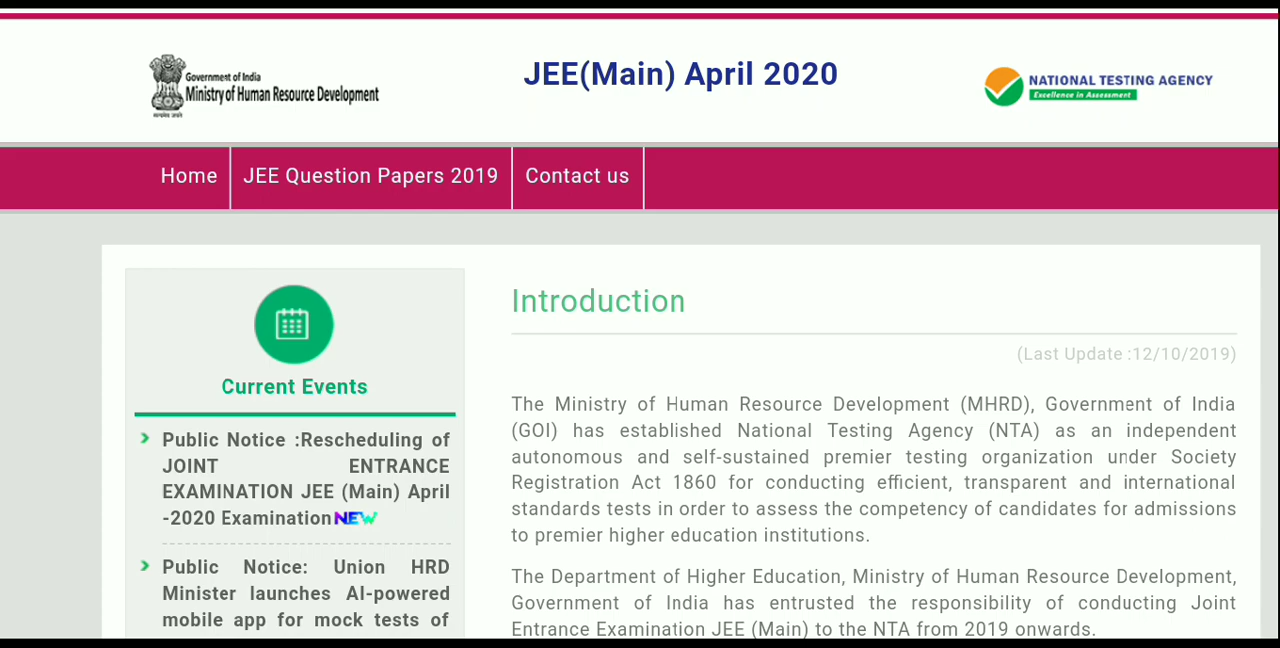 Government of India
Ministry of Human Resource Development
सत्यमेव जयते
JEE(Main) April 2020
NATIONAL TESTING AGENCY
Excellence in Assessment
Home
JEE Question Papers 2019
Contact us
Current Events
Public Notice :Rescheduling of
JOINT ENTRANCE
EXAMINATION JEE (Main) April
-2020 Examination NEW
Public Notice: Union HRD
Minister launches AI-powered
mobile app for mock tests of
Introduction
(Last Update :12/10/2019)
The Ministry of Human Resource Development (MHRD), Government of India
(GOI) has established National Testing Agency (NTA) as an independent
autonomous and self-sustained premier testing organization under Society
Registration Act 1860 for conducting efficient, transparent and international
standards tests in order to assess the competency of candidates for admissions
to premier higher education institutions.
The Department of Higher Education, Ministry of Human Resource Development,
Government of India has entrusted the responsibility of conducting Joint
Entrance Examination JEE (Main) to the NTA from 2019 onwards.